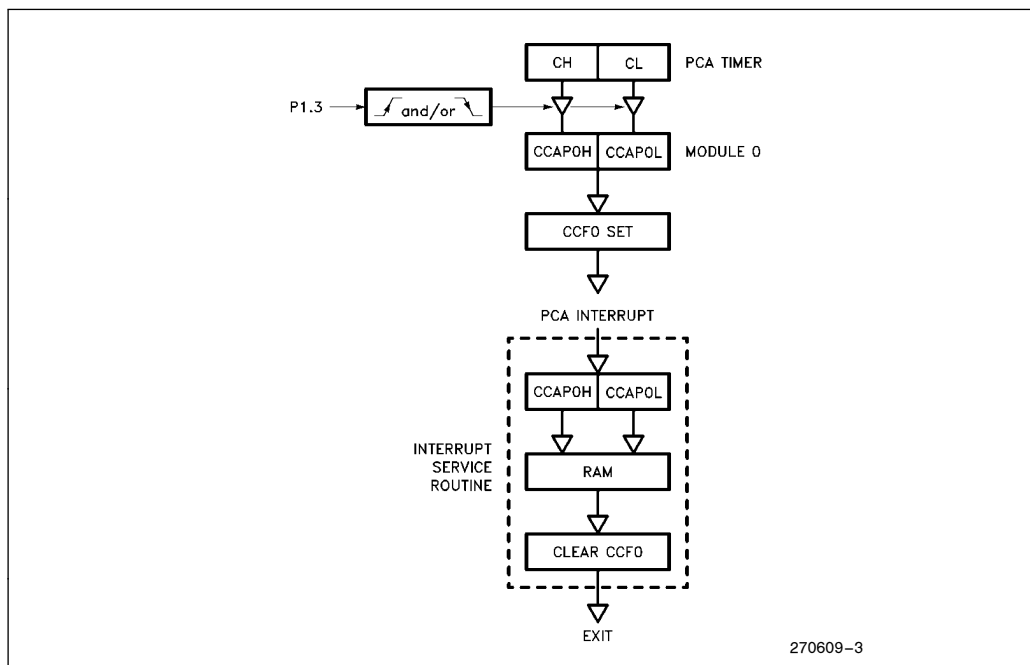 CH CL PCA TIMER
P1.3 and/or
CCAP0H CCAP0L MODULE 0
CCF0 SET
PCA INTERRUPT
CCAP0H CCAP0L
INTERRUPT
SERVICE
ROUTINE
RAM
CLEAR CCF0
EXIT
270609–3